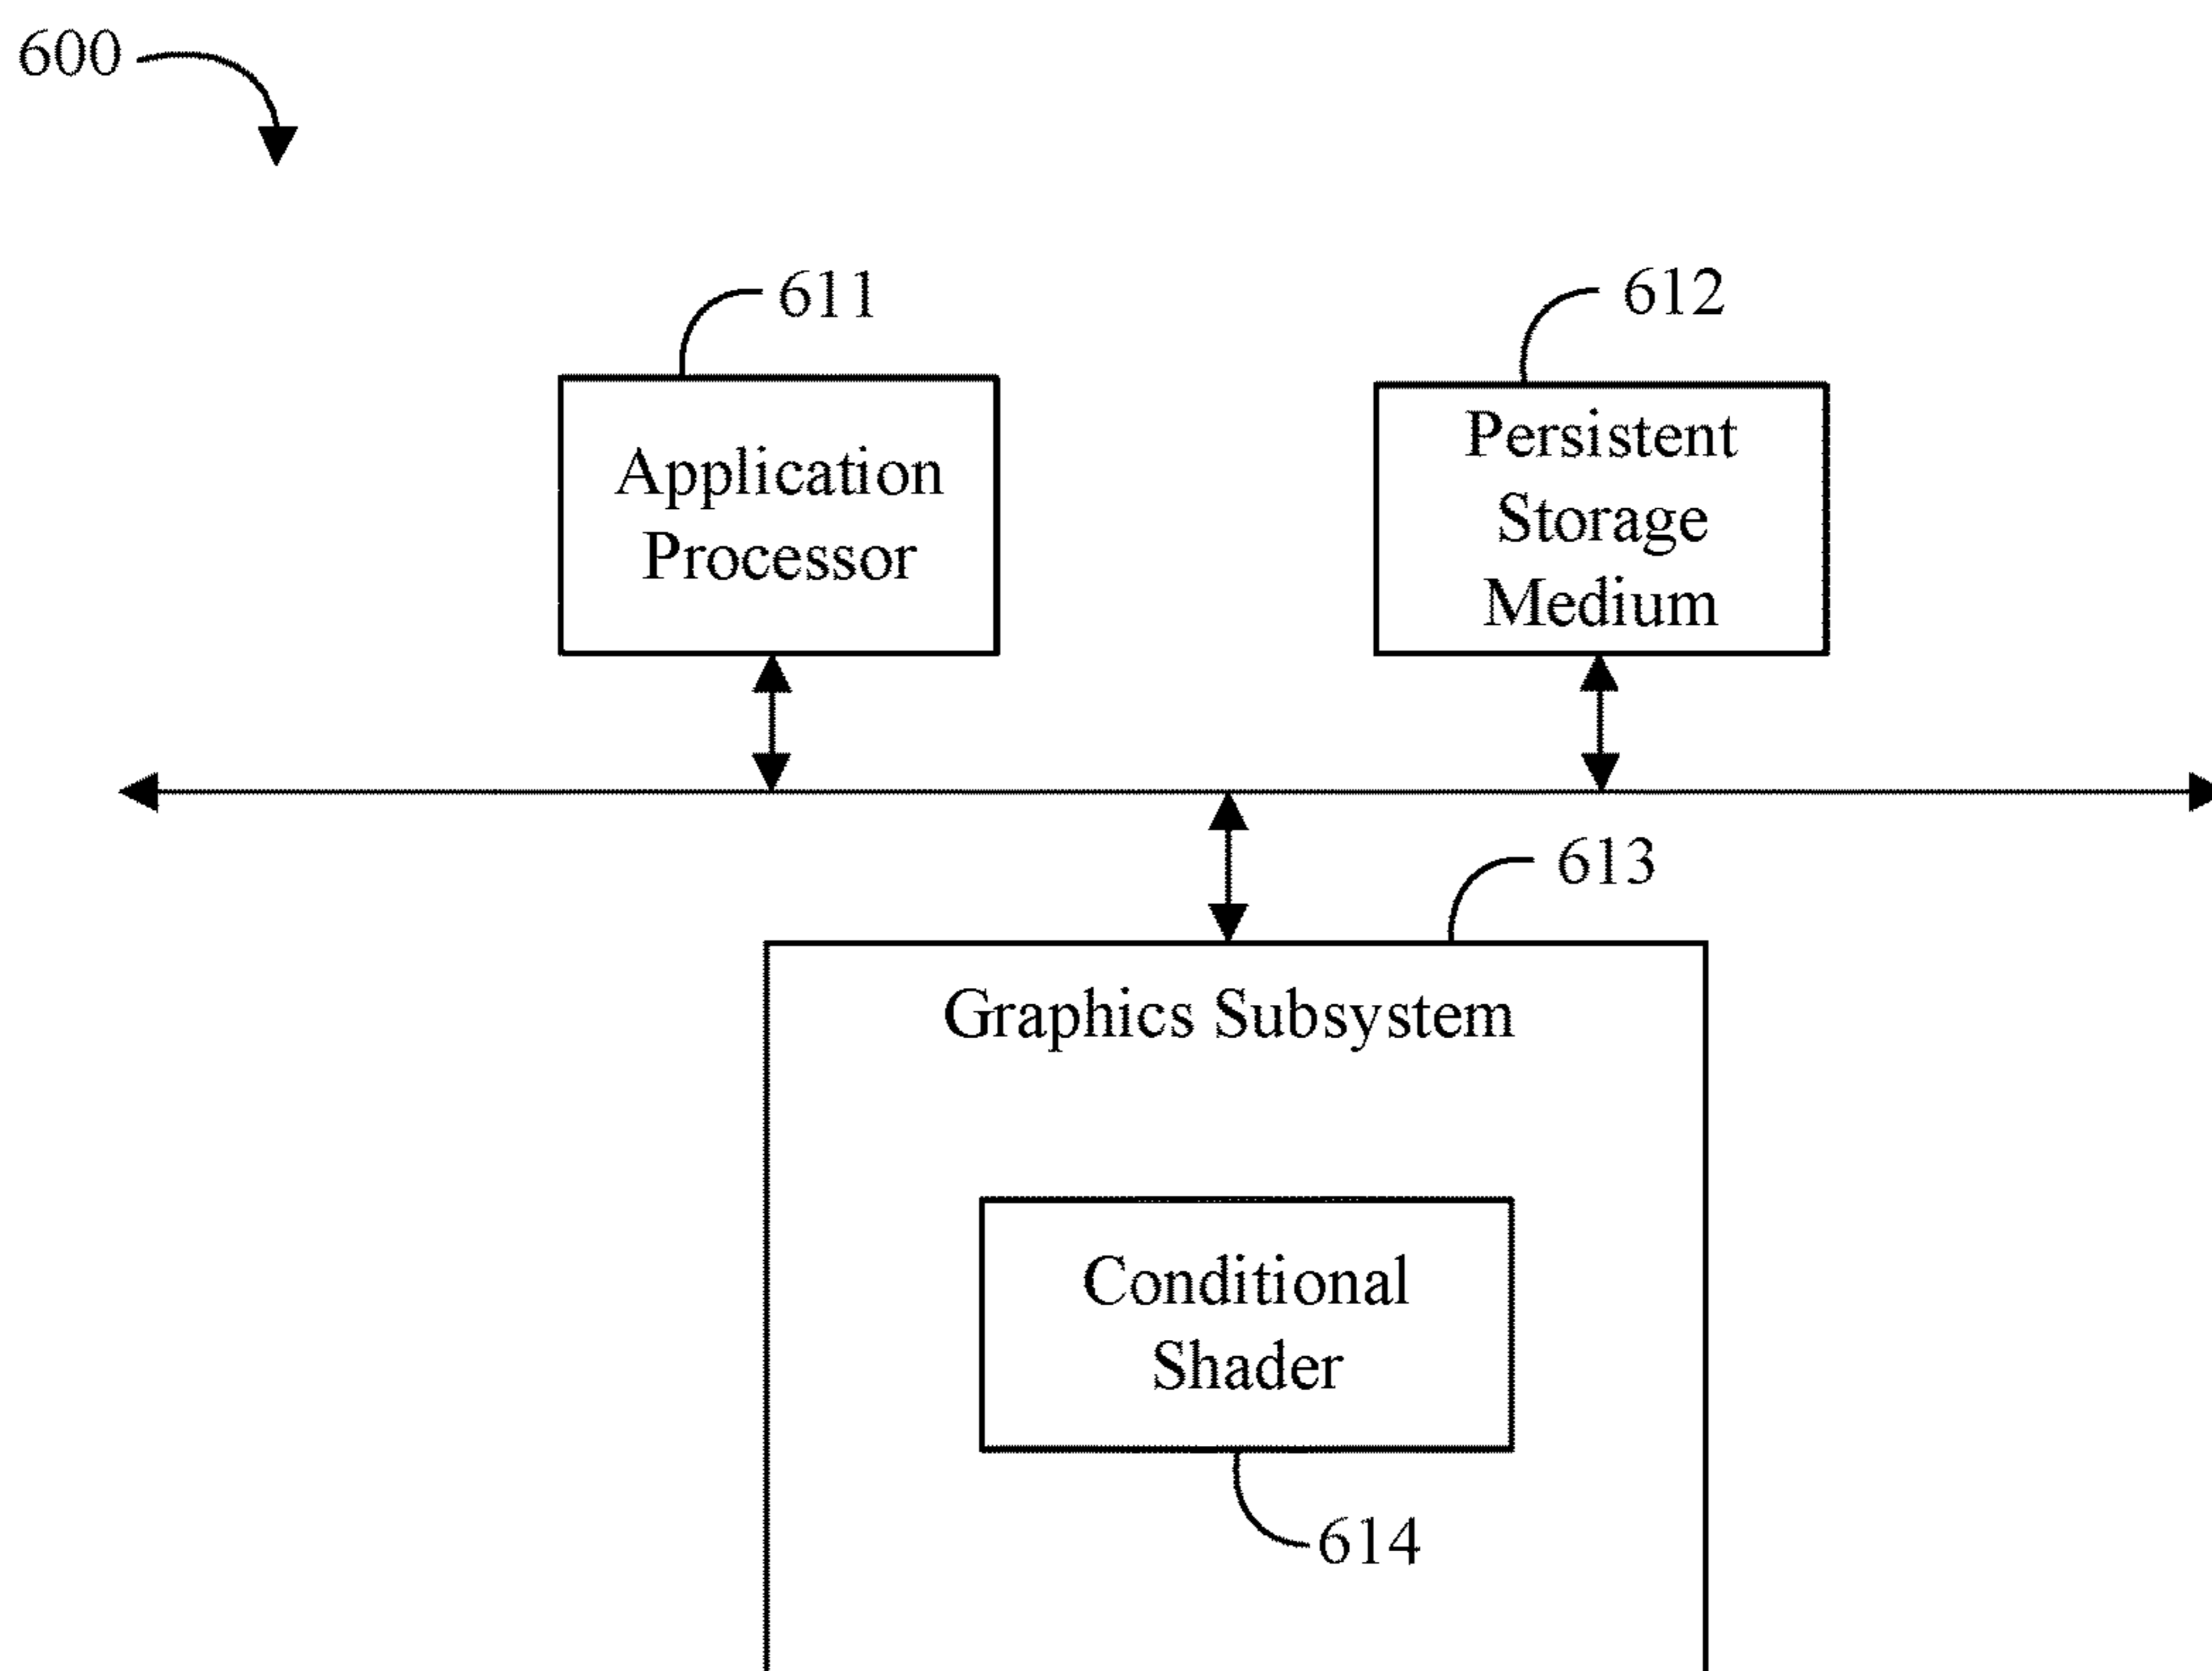 600
611
612
Application
Processor
Persistent
Storage
Medium
613
Graphics Subsystem
Conditional
Shader
614